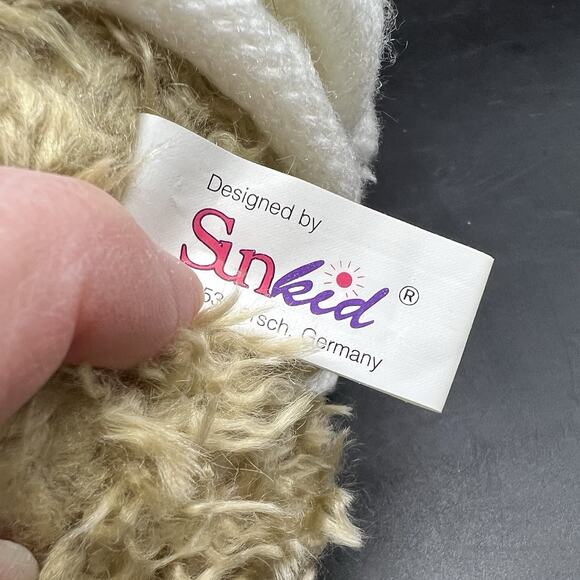 Designed by
Sunkid ®
Germany